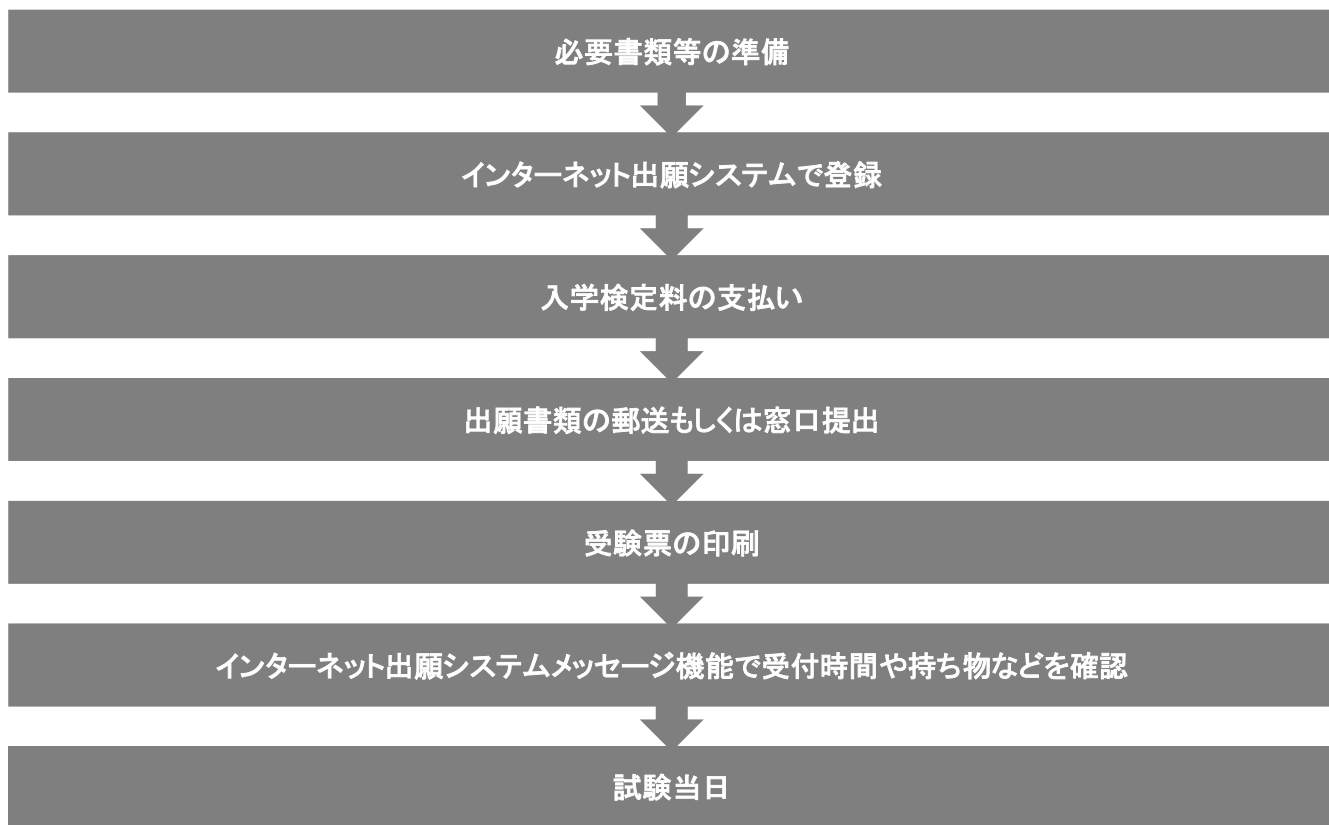 必要書類等の準備
インターネット出願システムで登録
入学検定料の支払い
出願書類の郵送もしくは窓口提出
受験票の印刷
インターネット出願システムメッセージ機能で受付時間や持ち物などを確認
試験当日